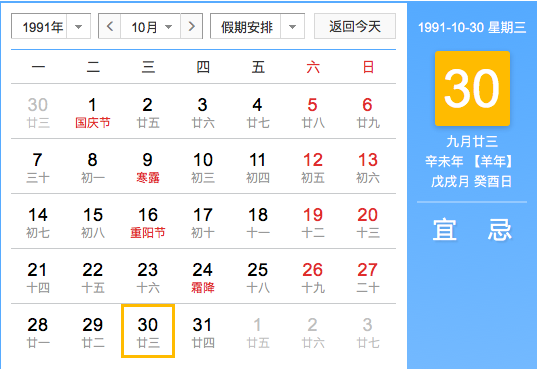 1991年 10月 假期安排 返回今天
一 二 三 四 五 六 日
30 1 2 3 4 5 6
廿三 国庆节 廿五 廿六 廿七 廿八 廿九
7 8 9 10 11 12 13
三十 初一 寒露 初三 初四 初五 初六
14 15 16 17 18 19 20
初七 初八 重阳节 初十 十一 十二 十三
21 22 23 24 25 26 27
十四 十五 十六 霜降 十八 十九 二十
28 29 30 31 1 2 3
廿一 廿二 廿三 廿四 廿五 廿六 廿七
1991-10-30 星期三
30
九月廿三
辛未年 【羊年】
戊戌月 癸酉日
宜 忌